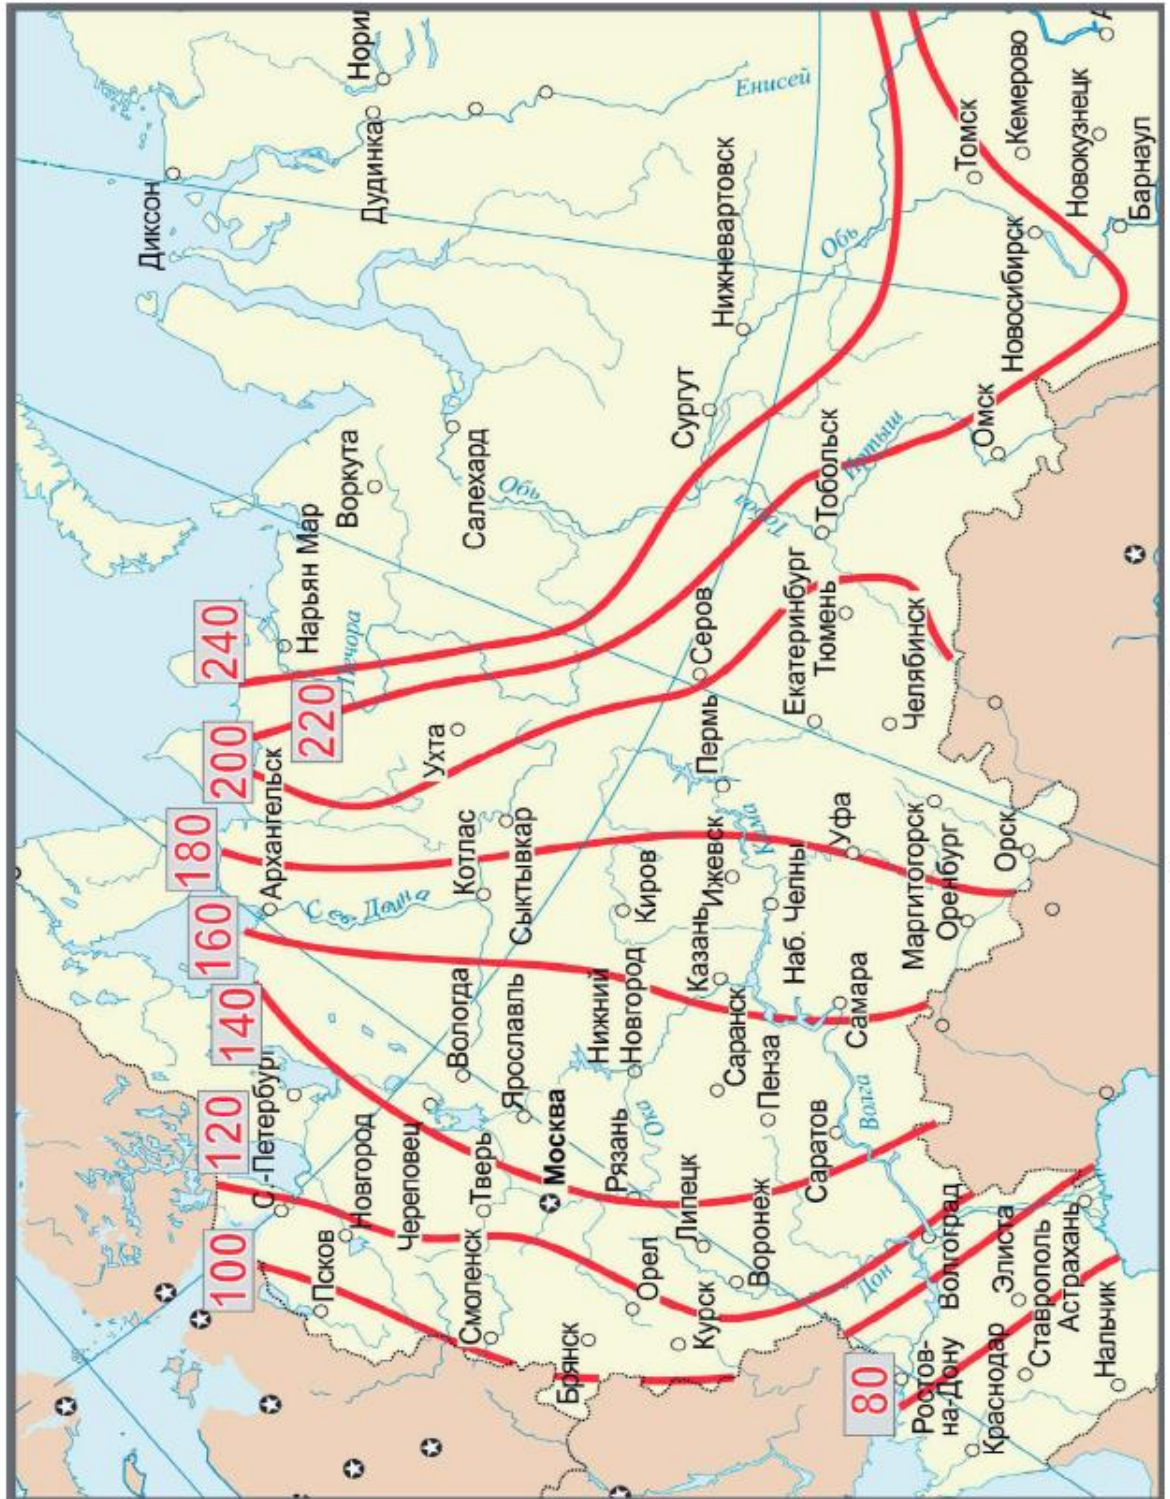 Диксон
Нори
Дудинка
Енисей
Нижневартовск
Обь
Томск
Кемерово
Новокузнецк
Барнаул
Новосибирск
Омск
Иртыш
Сургут
Тобольск
Тобол
Воркута
Салехард
Обь
Нарьян Мар
Печора
240
220
200
180
160
140
120
100
80
Серов
Екатеринбург
Тюмень
Челябинск
Ухта
Пермь
Архангельск
Котлас
Сыктывкар
Сев. Двина
Киров
Ижевск
Кама
Уфа
Маргитогорск
Оренбург
Орск
Казань
Наб. Челны
Самара
Вологда
Ярославль
Нижний
Новгород
Саранск
Пенза
Волга
Саратов
С.-Петербург
Новгород
Череповец
Тверь
Москва
Рязань
Ока
Липецк
Воронеж
Псков
Смоленск
Орел
Курск
Брянск
Дон
Волгоград
Элиста
Ставрополь
Астрахань
Ростов-
на-Дону
Краснодар
Нальчик